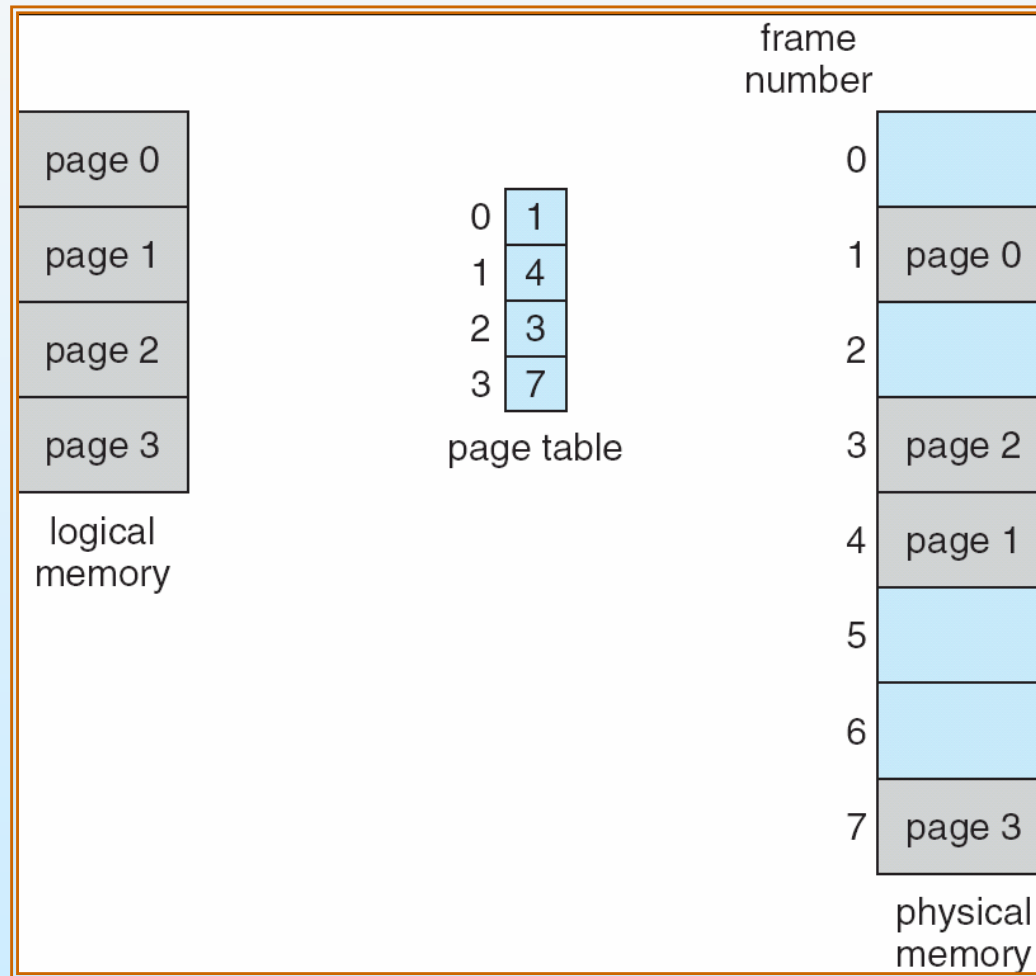 frame
number
page 0
page 1
page 2
page 3
logical
memory
0 1
1 4
2 3
3 7
page table
0
1 page 0
2
3 page 2
4 page 1
5
6
7 page 3
physical
memory